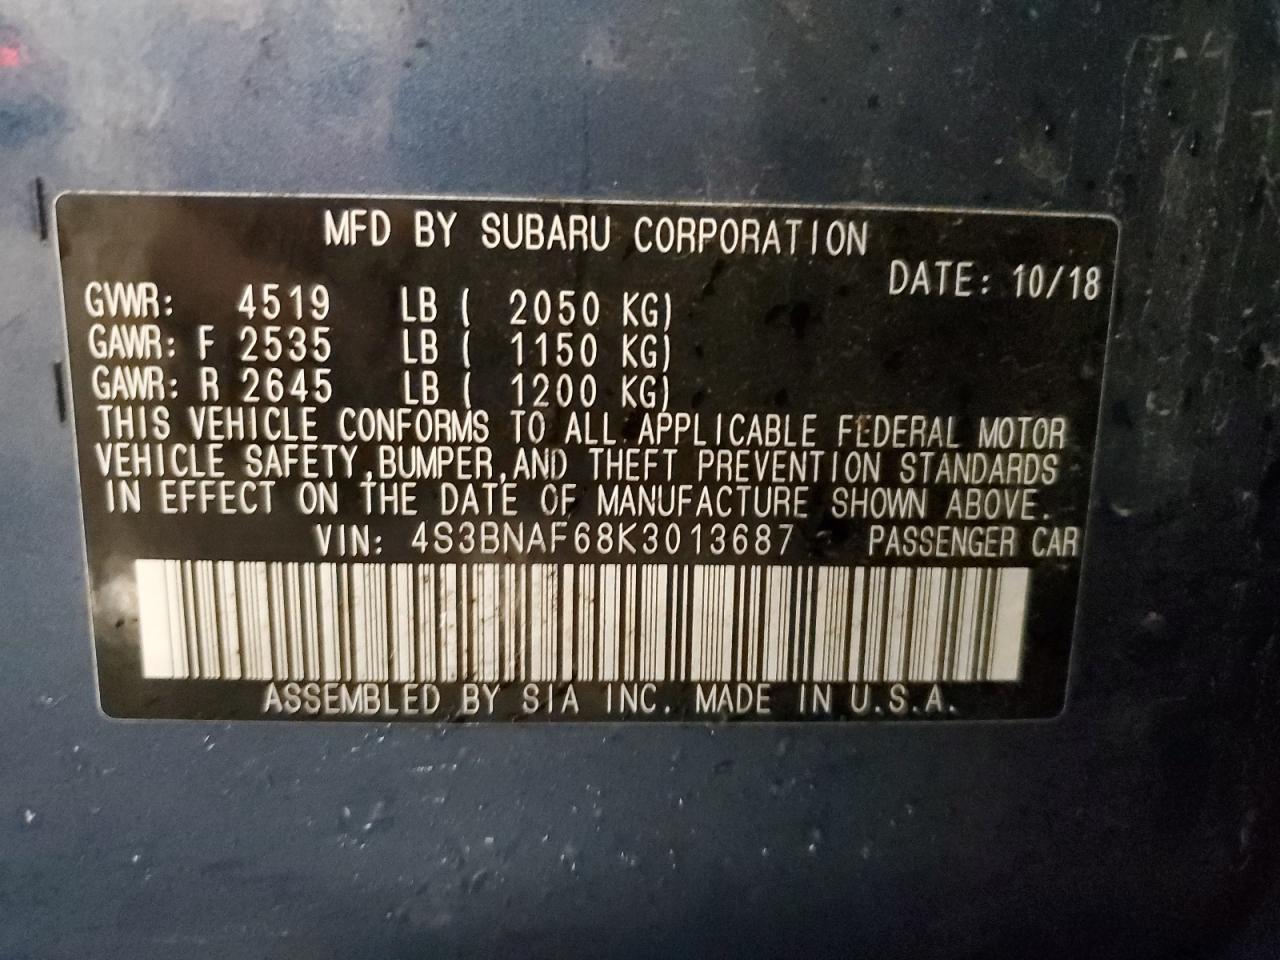 MFD BY SUBARU CORPORATION
DATE: 10/18
GVWR: 4519 LB ( 2050 KG)
GAWR: F 2535 LB ( 1150 KG)
GAWR: R 2645 LB ( 1200 KG)
THIS VEHICLE CONFORMS TO ALL APPLICABLE FEDERAL MOTOR
VEHICLE SAFETY,BUMPER,AND THEFT PREVENTION STANDARDS
IN EFFECT ON THE DATE OF MANUFACTURE SHOWN ABOVE.
VIN: 4S3BNAF68K3013687 PASSENGER CAR
ASSEMBLED BY SIA INC. MADE IN U.S.A.